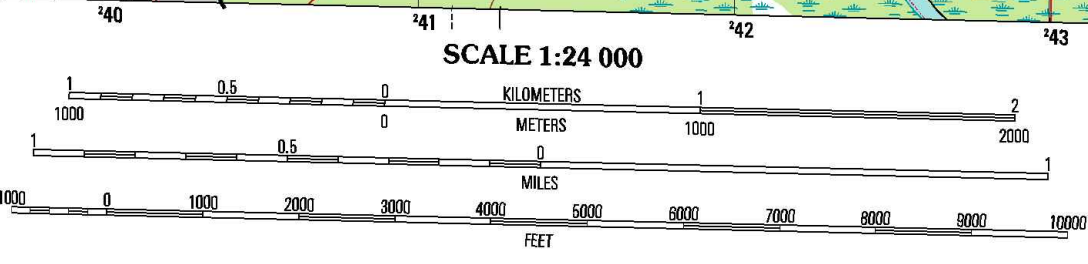 ²40 ²41 ²42 ²43
SCALE 1:24 000
1 0.5 0 KILOMETERS 1 2
1000 0 METERS 1000 2000
1 0.5 0 1
MILES
1000 0 1000 2000 3000 4000 5000 6000 7000 8000 9000 10000
FEET